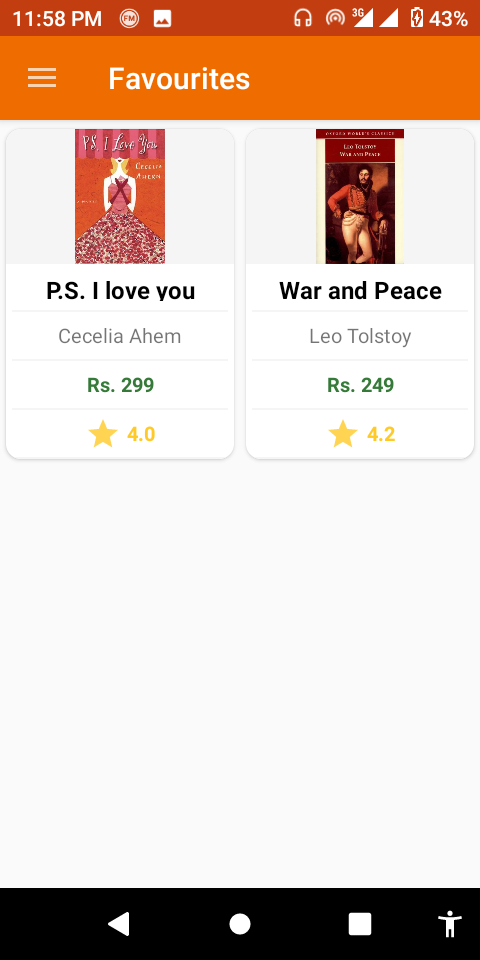 11:58 PM FM 3G 43%
Favourites
P.S. I Love You
CECELIA
AHERN
A NOVEL
OXFORD WORLD'S CLASSICS
LEO TOLSTOY
WAR AND PEACE
P.S. I love you
War and Peace
Cecelia Ahem
Leo Tolstoy
Rs. 299
Rs. 249
4.0
4.2